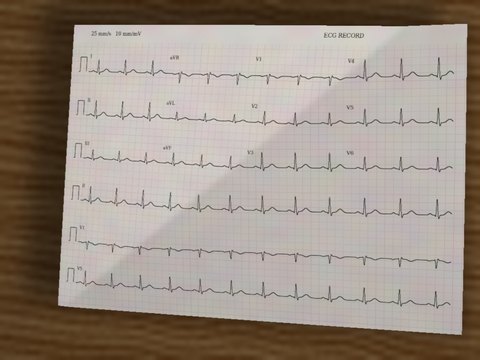 25 mm/s 10 mm/mV ECG RECORD
I aVR V1 V4
II aVL V2 V5
III aVF V3 V6
II
V1
V5